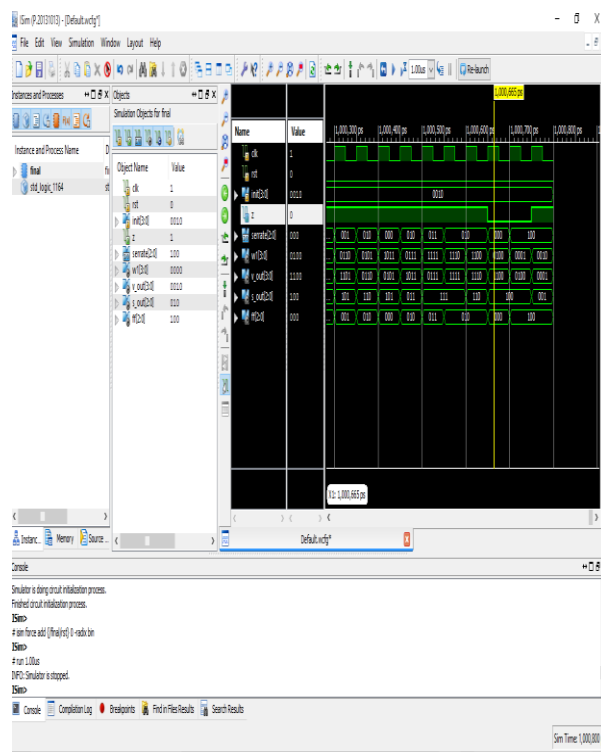 ISim (P.20131013) - [Default.wcfg*]
File Edit View Simulation Window Layout Help
1.00us Re-launch
Instances and Processes
Objects
Simulation Objects for final
Instance and Process Name
final
std_logic_1164
Object Name Value
clk 1
rst 0
init[3:0] 0010
z 1
serrate[2:0] 100
w1[3:0] 0000
y_out[3:0] 0010
s_out[2:0] 010
ff[2:0] 100
1,000,665 ps
Name Value 1,000,300 ps 1,000,400 ps 1,000,500 ps 1,000,600 p 1,000,700 ps 1,000,800 ps
clk 1
rst 0
init[3:0] 0010 0010
z 0
serrate[2:0] 000 001 010 000 010 011 010 000 100
w1[3:0] 0100 0110 0101 1011 0111 1111 1110 1100 0100 0001 0010
y_out[3:0] 1100 1101 0110 0101 1011 0111 1111 1110 1100 0100 0001
s_out[2:0] 100 101 110 101 011 111 110 100 001
ff[2:0] 000 001 010 000 010 011 010 000 100
X1: 1,000,665 ps
Instanc... Memory Source ...
Default.wcfg*
Console
Simulator is doing circuit initialization process.
Finished circuit initialization process.
ISim>
# isim force add {/final/rst} 0 -radix bin
ISim>
# run 1.00us
INFO: Simulator is stopped.
ISim>
Console Compilation Log Breakpoints Find in Files Results Search Results
Sim Time: 1,000,800